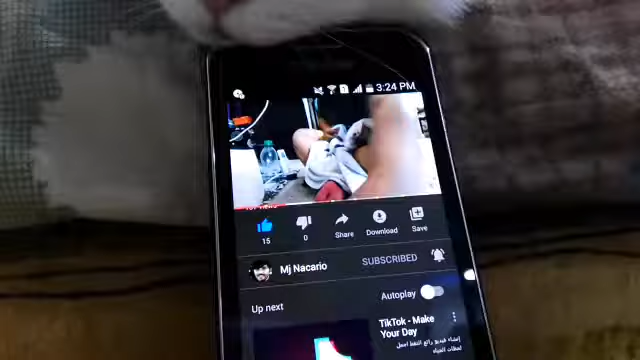 3:24 PM
15
0
Share
Download
Save
Mj Nacario
SUBSCRIBED
Up next
Autoplay
TikTok - Make
Your Day